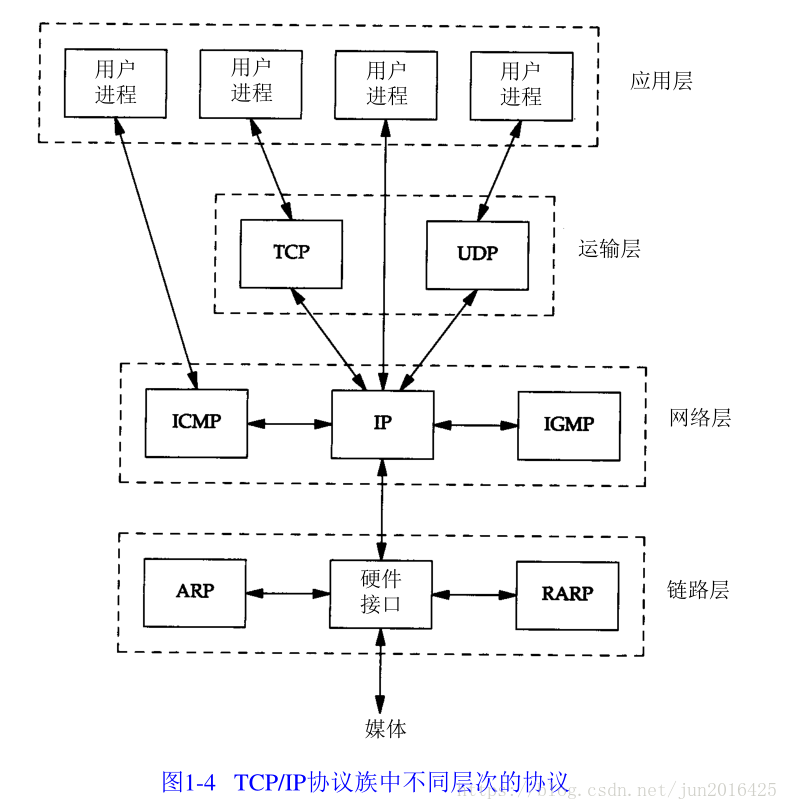 用户
进程
用户
进程
用户
进程
用户
进程
应用层
TCP
UDP
运输层
ICMP
IP
IGMP
网络层
ARP
硬件
接口
RARP
链路层
媒体
图1-4 TCP/IP协议族中不同层次的协议
https://blog.csdn.net/jun2016425